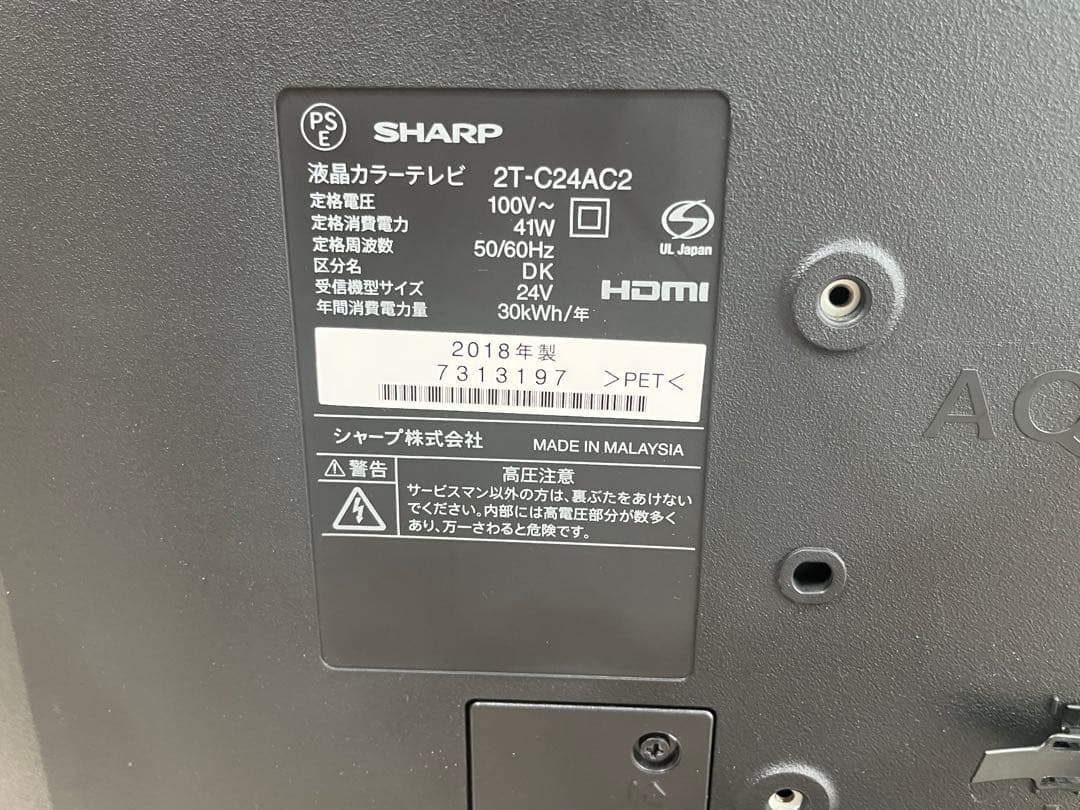 PS
E
SHARP
液晶カラーテレビ 2T-C24AC2
定格電圧 100V～
定格消費電力 41W
定格周波数 50/60Hz
区分名 DK
受信機型サイズ 24V
年間消費電力量 30kWh/年
S
UL Japan
HDMI
2018年製
7313197 >PET<
シャープ株式会社 MADE IN MALAYSIA
警告
高圧注意
サービスマン以外の方は、裏ぶたをあけない
でください。内部には高電圧部分が数多く
あり、万一さわると危険です。
AQ